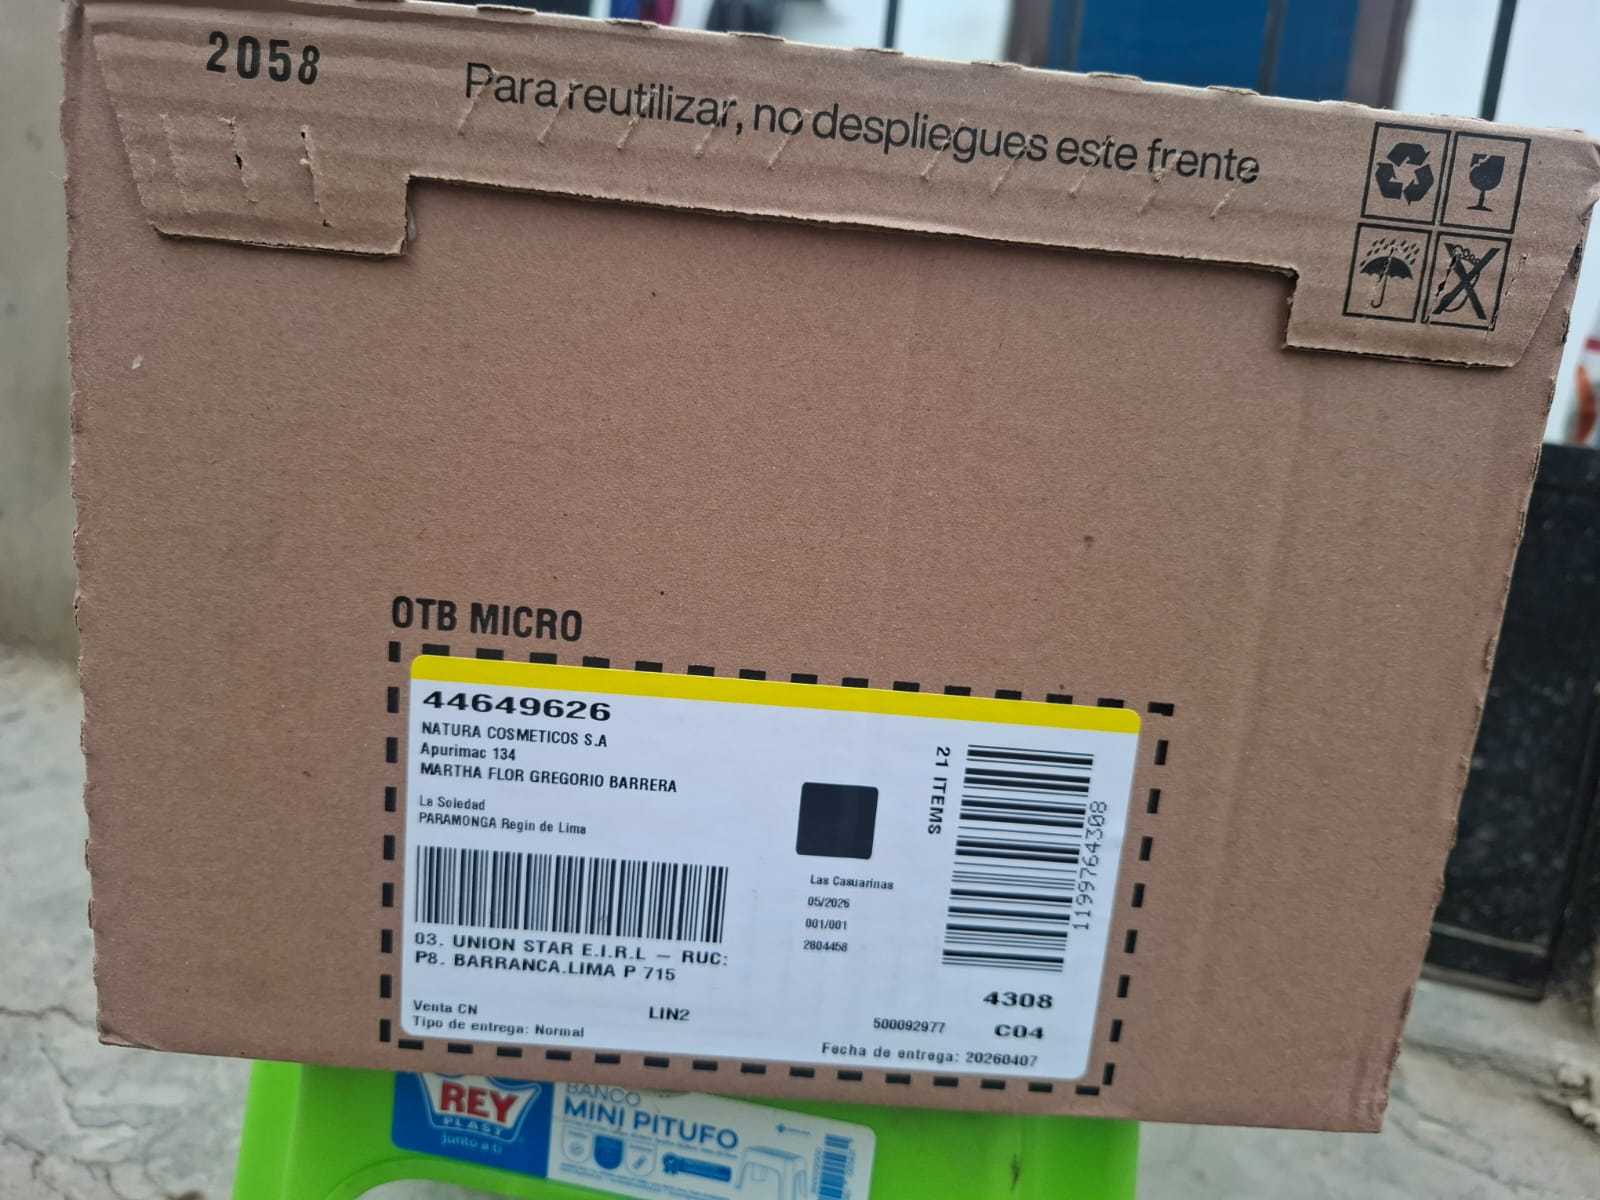 2058
Para reutilizar, no despliegues este frente
OTB MICRO
44649626
NATURA COSMETICOS S.A
Apurimac 134
MARTHA FLOR GREGORIO BARRERA
La Soledad
PARAMONGA Regin de Lima
21 ITEMS
1199764308
Las Casuarinas
05/2026
001/001
2804458
03. UNION STAR E.I.R.L — RUC:
P8. BARRANCA.LIMA P 715
4308
Venta CN
LIN2
500092977
C04
Tipo de entrega: Normal
Fecha de entrega: 20260407
REY
PLAST
junto a ti
BANCO
MINI PITUFO